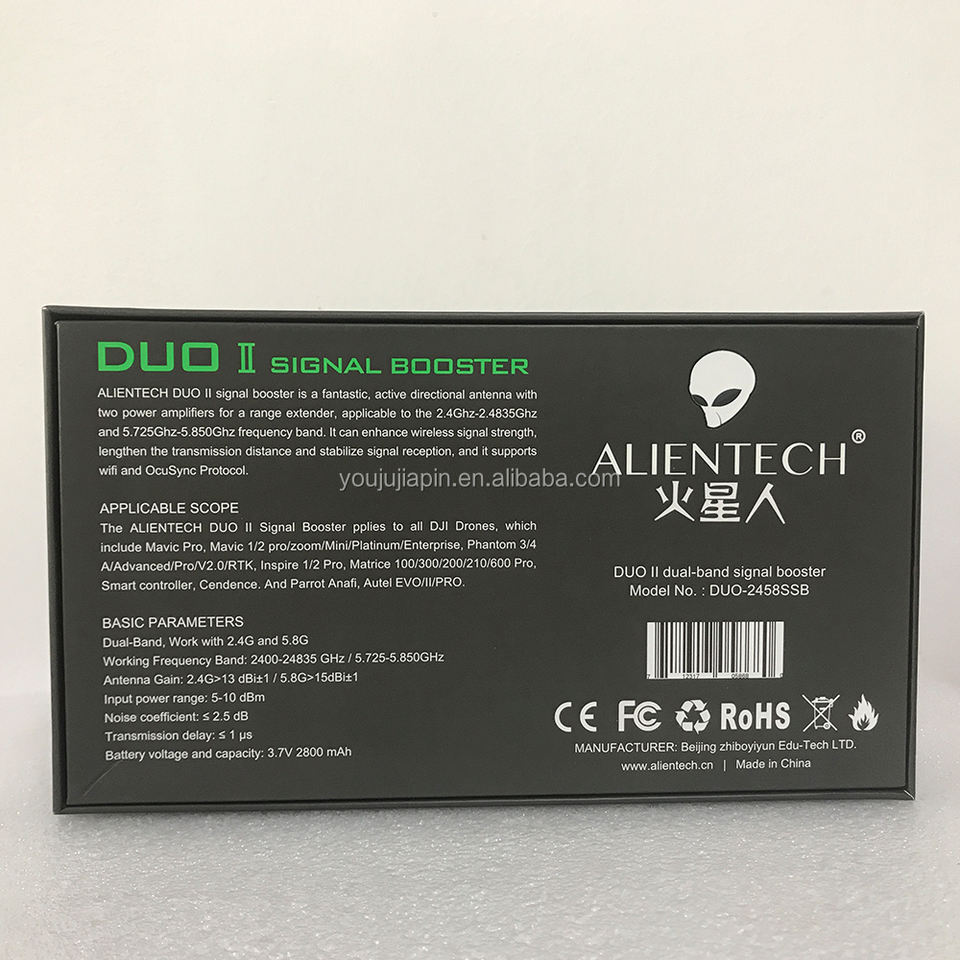 DUO II SIGNAL BOOSTER
ALIENTECH DUO II signal booster is a fantastic, active directional antenna with
two power amplifiers for a range extender, applicable to the 2.4Ghz-2.4835Ghz
and 5.725Ghz-5.850Ghz frequency band. It can enhance wireless signal strength,
lengthen the transmission distance and stabilize signal reception, and it supports
wifi and OcuSync Protocol.
APPLICABLE SCOPE
The ALIENTECH DUO II Signal Booster pplies to all DJI Drones, which
include Mavic Pro, Mavic 1/2 pro/zoom/Mini/Platinum/Enterprise, Phantom 3/4
A/Advanced/Pro/V2.0/RTK, Inspire 1/2 Pro, Matrice 100/300/200/210/600 Pro,
Smart controller, Cendence. And Parrot Anafi, Autel EVO/II/PRO.
BASIC PARAMETERS
Dual-Band, Work with 2.4G and 5.8G
Working Frequency Band: 2400-24835 GHz / 5.725-5.850GHz
Antenna Gain: 2.4G>13 dBi±1 / 5.8G>15dBi±1
Input power range: 5-10 dBm
Noise coefficient: ≤ 2.5 dB
Transmission delay: ≤ 1 μs
Battery voltage and capacity: 3.7V 2800 mAh
ALIENTECH®
火星人
youjujiapin.en.alibaba.com
DUO II dual-band signal booster
Model No. : DUO-2458SSB
CE FC RoHS
MANUFACTURER: Beijing zhiboyiyun Edu-Tech LTD.
www.alientech.cn | Made in China